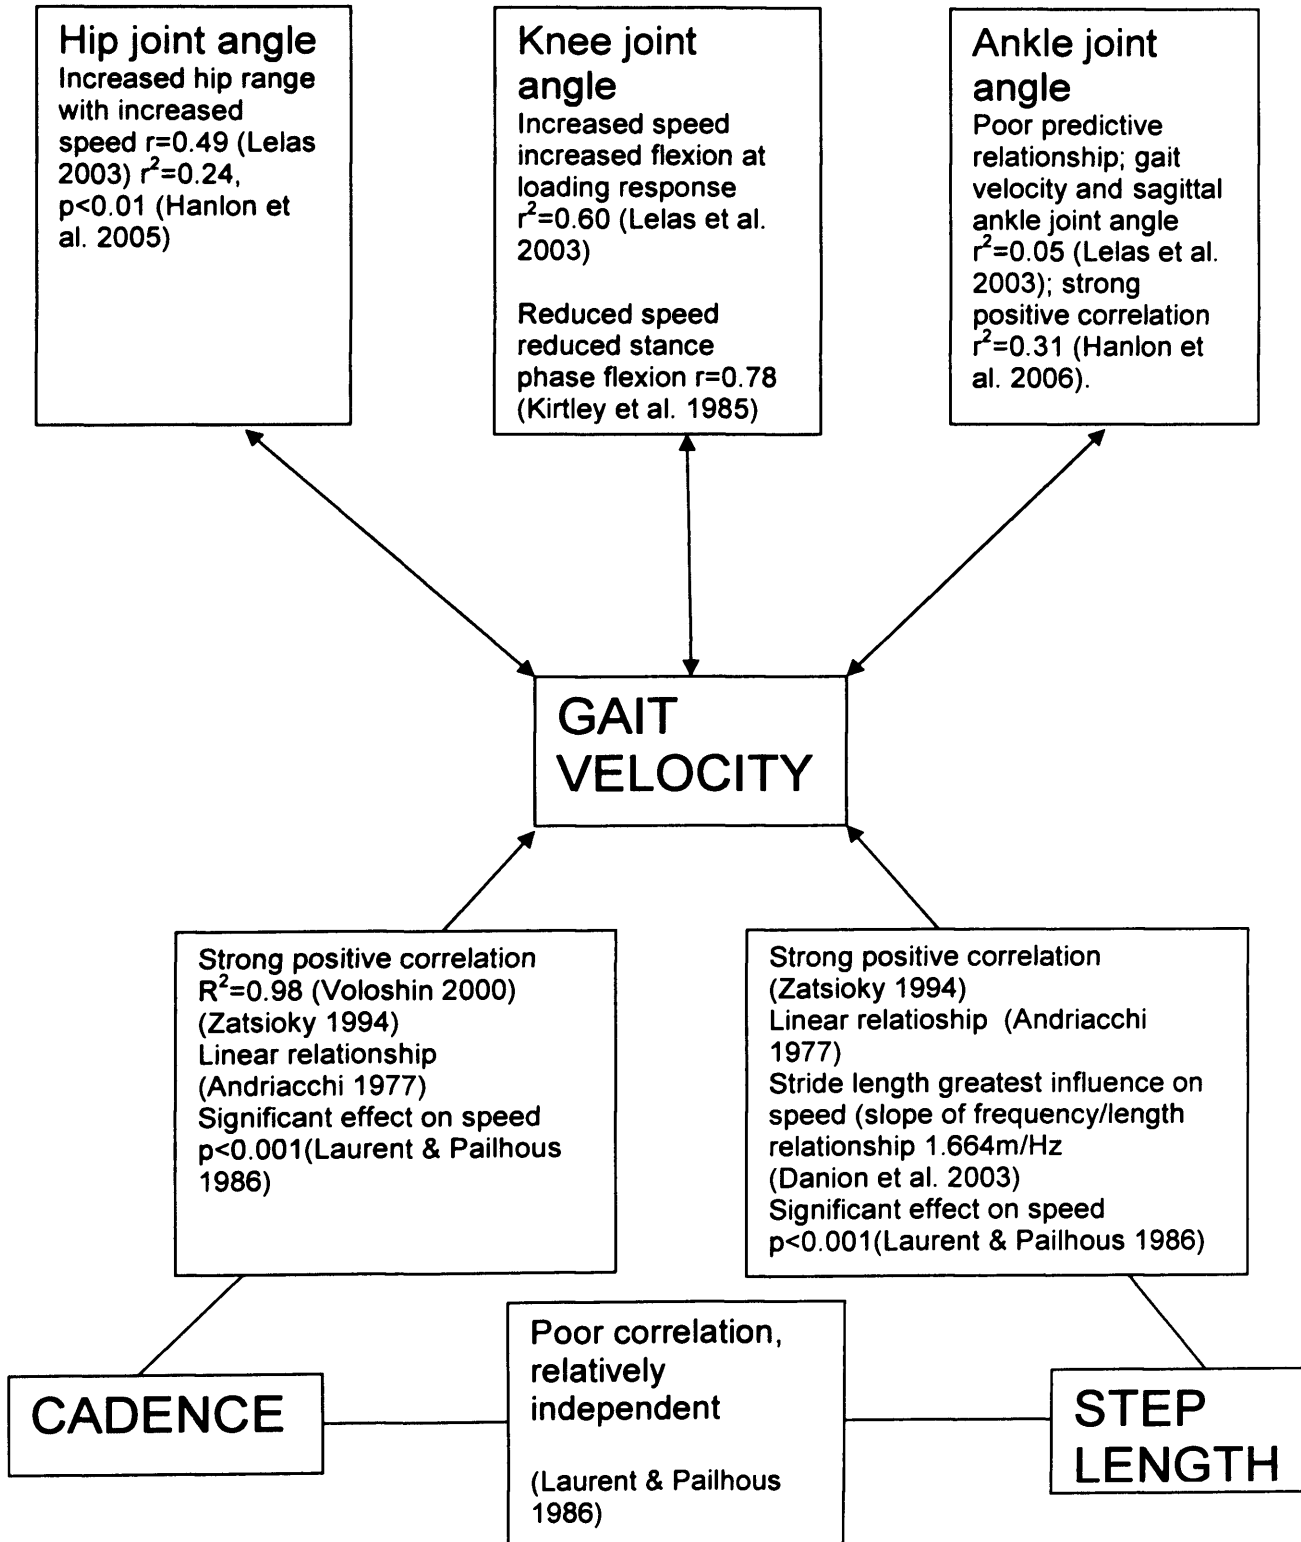 Hip joint angle
Increased hip range
with increased
speed r=0.49 (Lelas
2003) r²=0.24,
p<0.01 (Hanlon et
al. 2005)
Knee joint
angle
Increased speed
increased flexion at
loading response
r²=0.60 (Lelas et al.
2003)
Reduced speed
reduced stance
phase flexion r=0.78
(Kirtley et al. 1985)
Ankle joint
angle
Poor predictive
relationship; gait
velocity and sagittal
ankle joint angle
r²=0.05 (Lelas et al.
2003); strong
positive correlation
r²=0.31 (Hanlon et
al. 2006).
GAIT
VELOCITY
Strong positive correlation
R²=0.98 (Voloshin 2000)
(Zatsioky 1994)
Linear relationship
(Andriacchi 1977)
Significant effect on speed
p<0.001(Laurent & Pailhous
1986)
Strong positive correlation
(Zatsioky 1994)
Linear relatioship (Andriacchi
1977)
Stride length greatest influence on
speed (slope of frequency/length
relationship 1.664m/Hz
(Danion et al. 2003)
Significant effect on speed
p<0.001(Laurent & Pailhous 1986)
CADENCE
Poor correlation,
relatively
independent
(Laurent & Pailhous
1986)
STEP
LENGTH